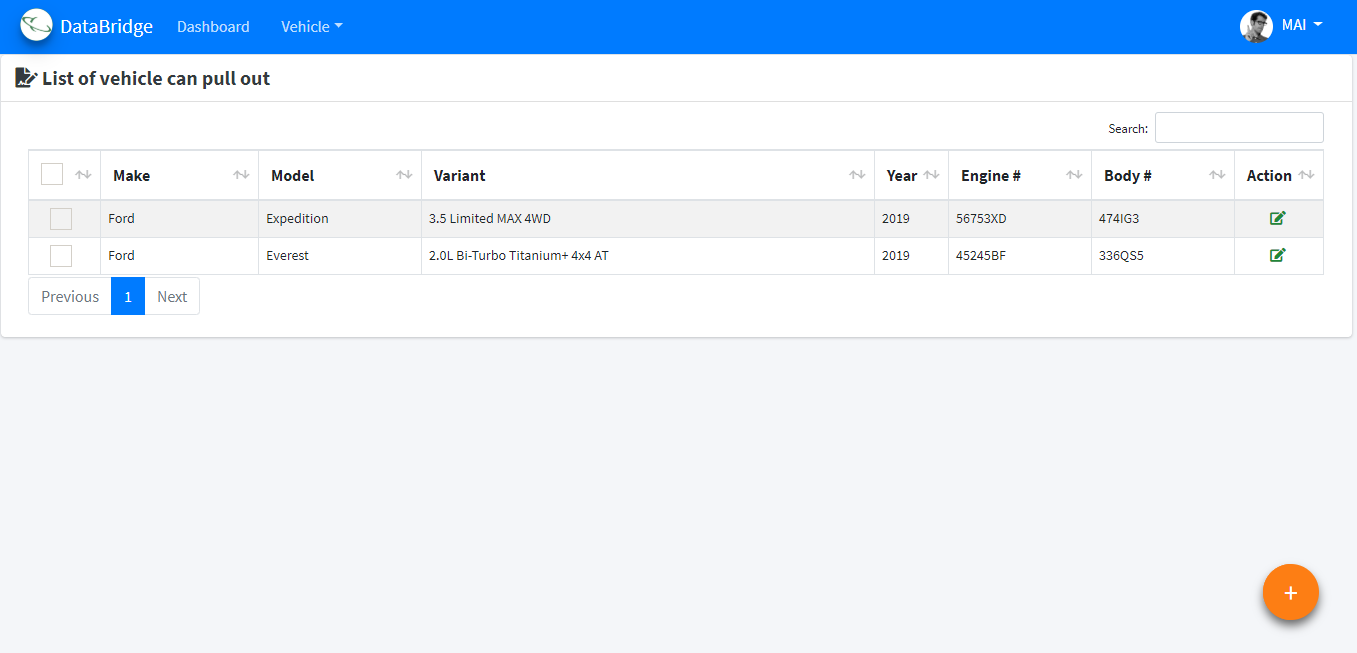 DataBridge Dashboard Vehicle MAI
List of vehicle can pull out
Search:
Make Model Variant Year Engine # Body # Action
Ford Expedition 3.5 Limited MAX 4WD 2019 56753XD 474IG3
Ford Everest 2.0L Bi-Turbo Titanium+ 4x4 AT 2019 45245BF 336QS5
Previous 1 Next
+